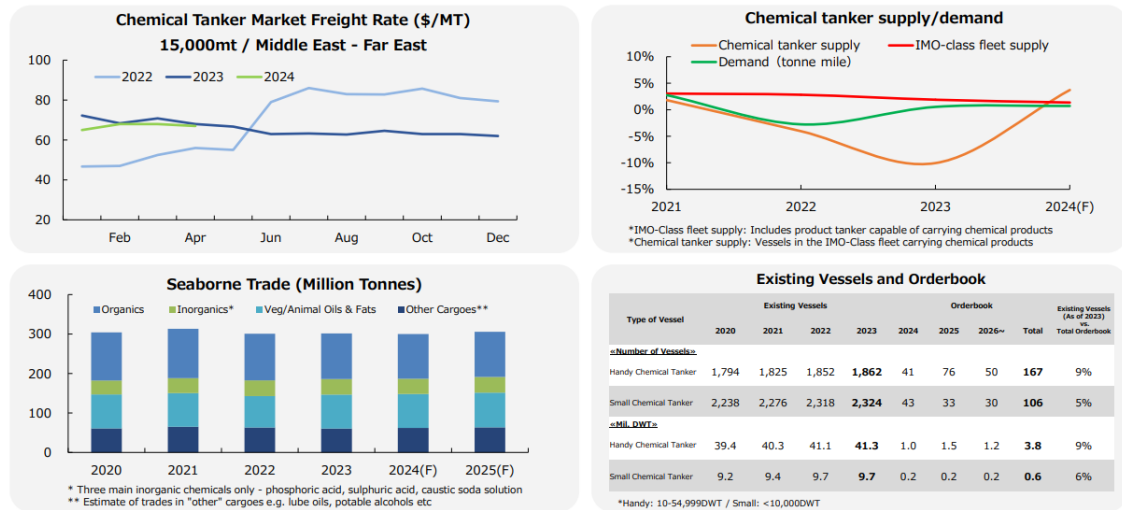 Chemical Tanker Market Freight Rate ($/MT)
15,000mt / Middle East - Far East
100
2022 2023 2024
80
60
40
20
Feb Apr Jun Aug Oct Dec
Chemical tanker supply/demand
Chemical tanker supply IMO-class fleet supply
Demand（tonne mile）
10%
5%
0%
-5%
-10%
-15%
2021 2022 2023 2024(F)
*IMO-Class fleet supply: Includes product tanker capable of carrying chemical products
*Chemical tanker supply: Vessels in the IMO-Class fleet carrying chemical products
Seaborne Trade (Million Tonnes)
400
Organics Inorganics* Veg/Animal Oils & Fats Other Cargoes**
300
200
100
0
2020 2021 2022 2023 2024(F) 2025(F)
* Three main inorganic chemicals only - phosphoric acid, sulphuric acid, caustic soda solution
** Estimate of trades in "other" cargoes e.g. lube oils, potable alcohols etc
Existing Vessels and Orderbook
Type of Vessel Existing Vessels Orderbook Existing Vessels
(As of 2023)
vs.
Total Orderbook
2020 2021 2022 2023 2024 2025 2026~ Total
«Number of Vessels»
Handy Chemical Tanker 1,794 1,825 1,852 1,862 41 76 50 167 9%
Small Chemical Tanker 2,238 2,276 2,318 2,324 43 33 30 106 5%
«Mil. DWT»
Handy Chemical Tanker 39.4 40.3 41.1 41.3 1.0 1.5 1.2 3.8 9%
Small Chemical Tanker 9.2 9.4 9.7 9.7 0.2 0.2 0.2 0.6 6%
*Handy: 10-54,999DWT / Small: <10,000DWT